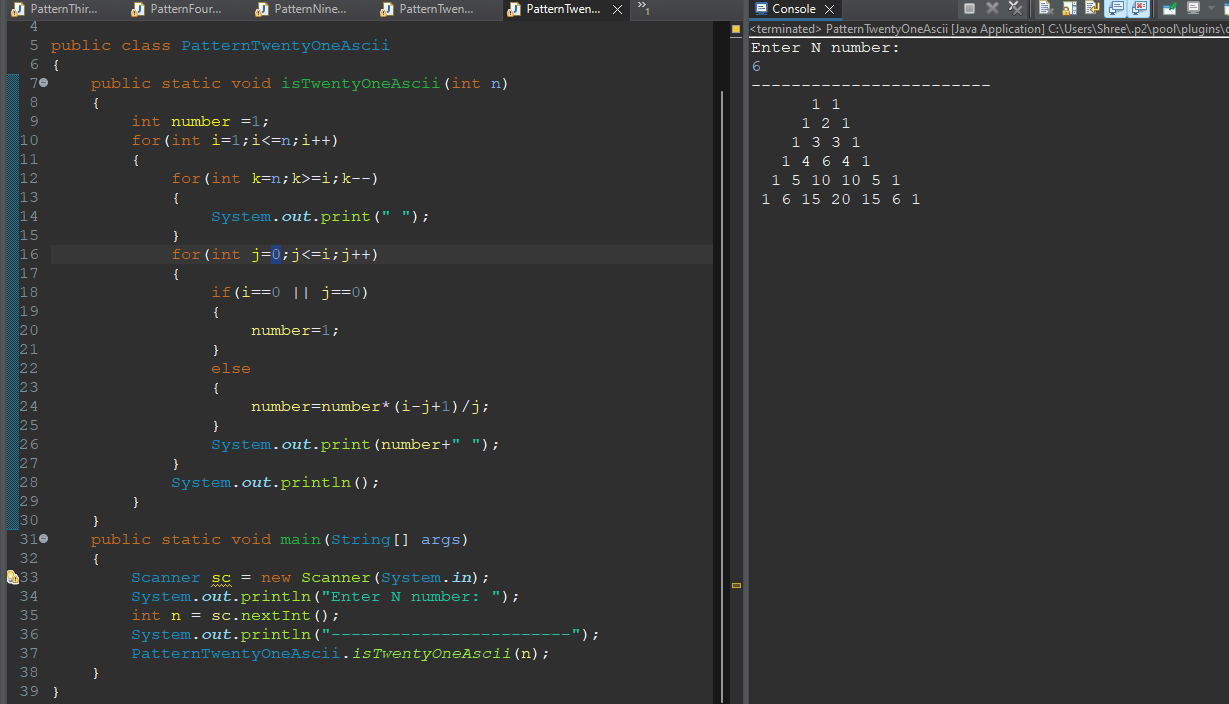 PatternThir... PatternFour... PatternNine... PatternTwen... PatternTwen... »1
4
5 public class PatternTwentyOneAscii
6 {
7 public static void isTwentyOneAscii(int n)
8 {
9 int number =1;
10 for(int i=1;i<=n;i++)
11 {
12 for(int k=n;k>=i;k--)
13 {
14 System.out.print(" ");
15 }
16 for(int j=0;j<=i;j++)
17 {
18 if(i==0 || j==0)
19 {
20 number=1;
21 }
22 else
23 {
24 number=number*(i-j+1)/j;
25 }
26 System.out.print(number+" ");
27 }
28 System.out.println();
29 }
30 }
31 public static void main(String[] args)
32 {
33 Scanner sc = new Scanner(System.in);
34 System.out.println("Enter N number: ");
35 int n = sc.nextInt();
36 System.out.println("------------------------");
37 PatternTwentyOneAscii.isTwentyOneAscii(n);
38 }
39 }
Console
<terminated> PatternTwentyOneAscii [Java Application] C:\Users\Shree\.p2\pool\plugins\
Enter N number:
6
------------------------
1 1
1 2 1
1 3 3 1
1 4 6 4 1
1 5 10 10 5 1
1 6 15 20 15 6 1